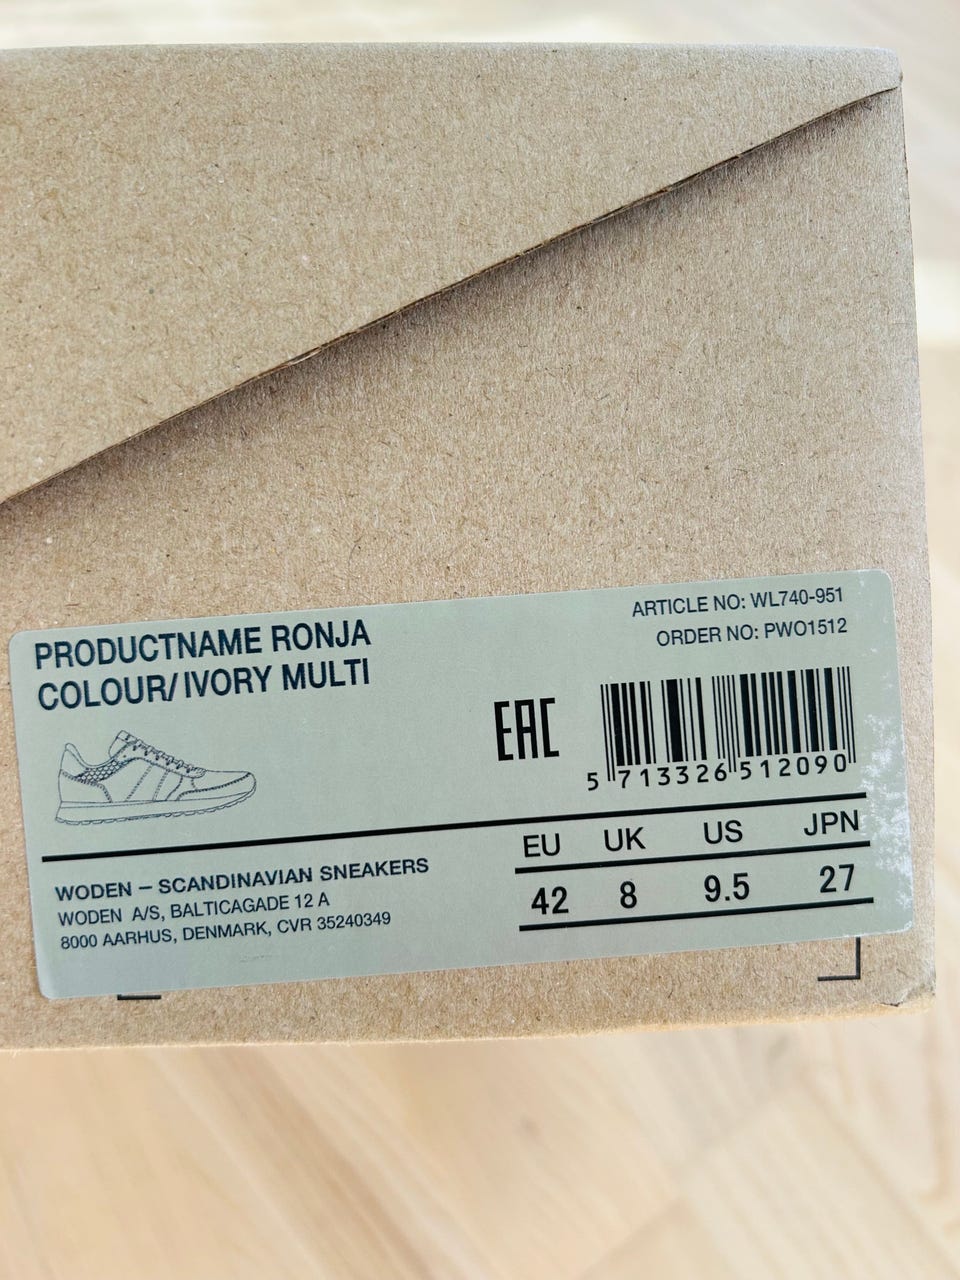 PRODUCTNAME RONJA
COLOUR/IVORY MULTI
ARTICLE NO: WL740-951
ORDER NO: PWO1512
EAC
5 713326 512090
EU UK US JPN
42 8 9.5 27
WODEN – SCANDINAVIAN SNEAKERS
WODEN A/S, BALTICAGADE 12 A
8000 AARHUS, DENMARK, CVR 35240349